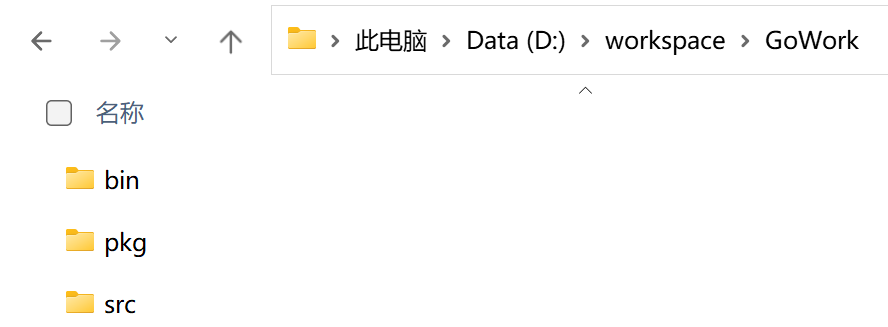 此电脑 > Data (D:) > workspace > GoWork
名称
bin
pkg
src